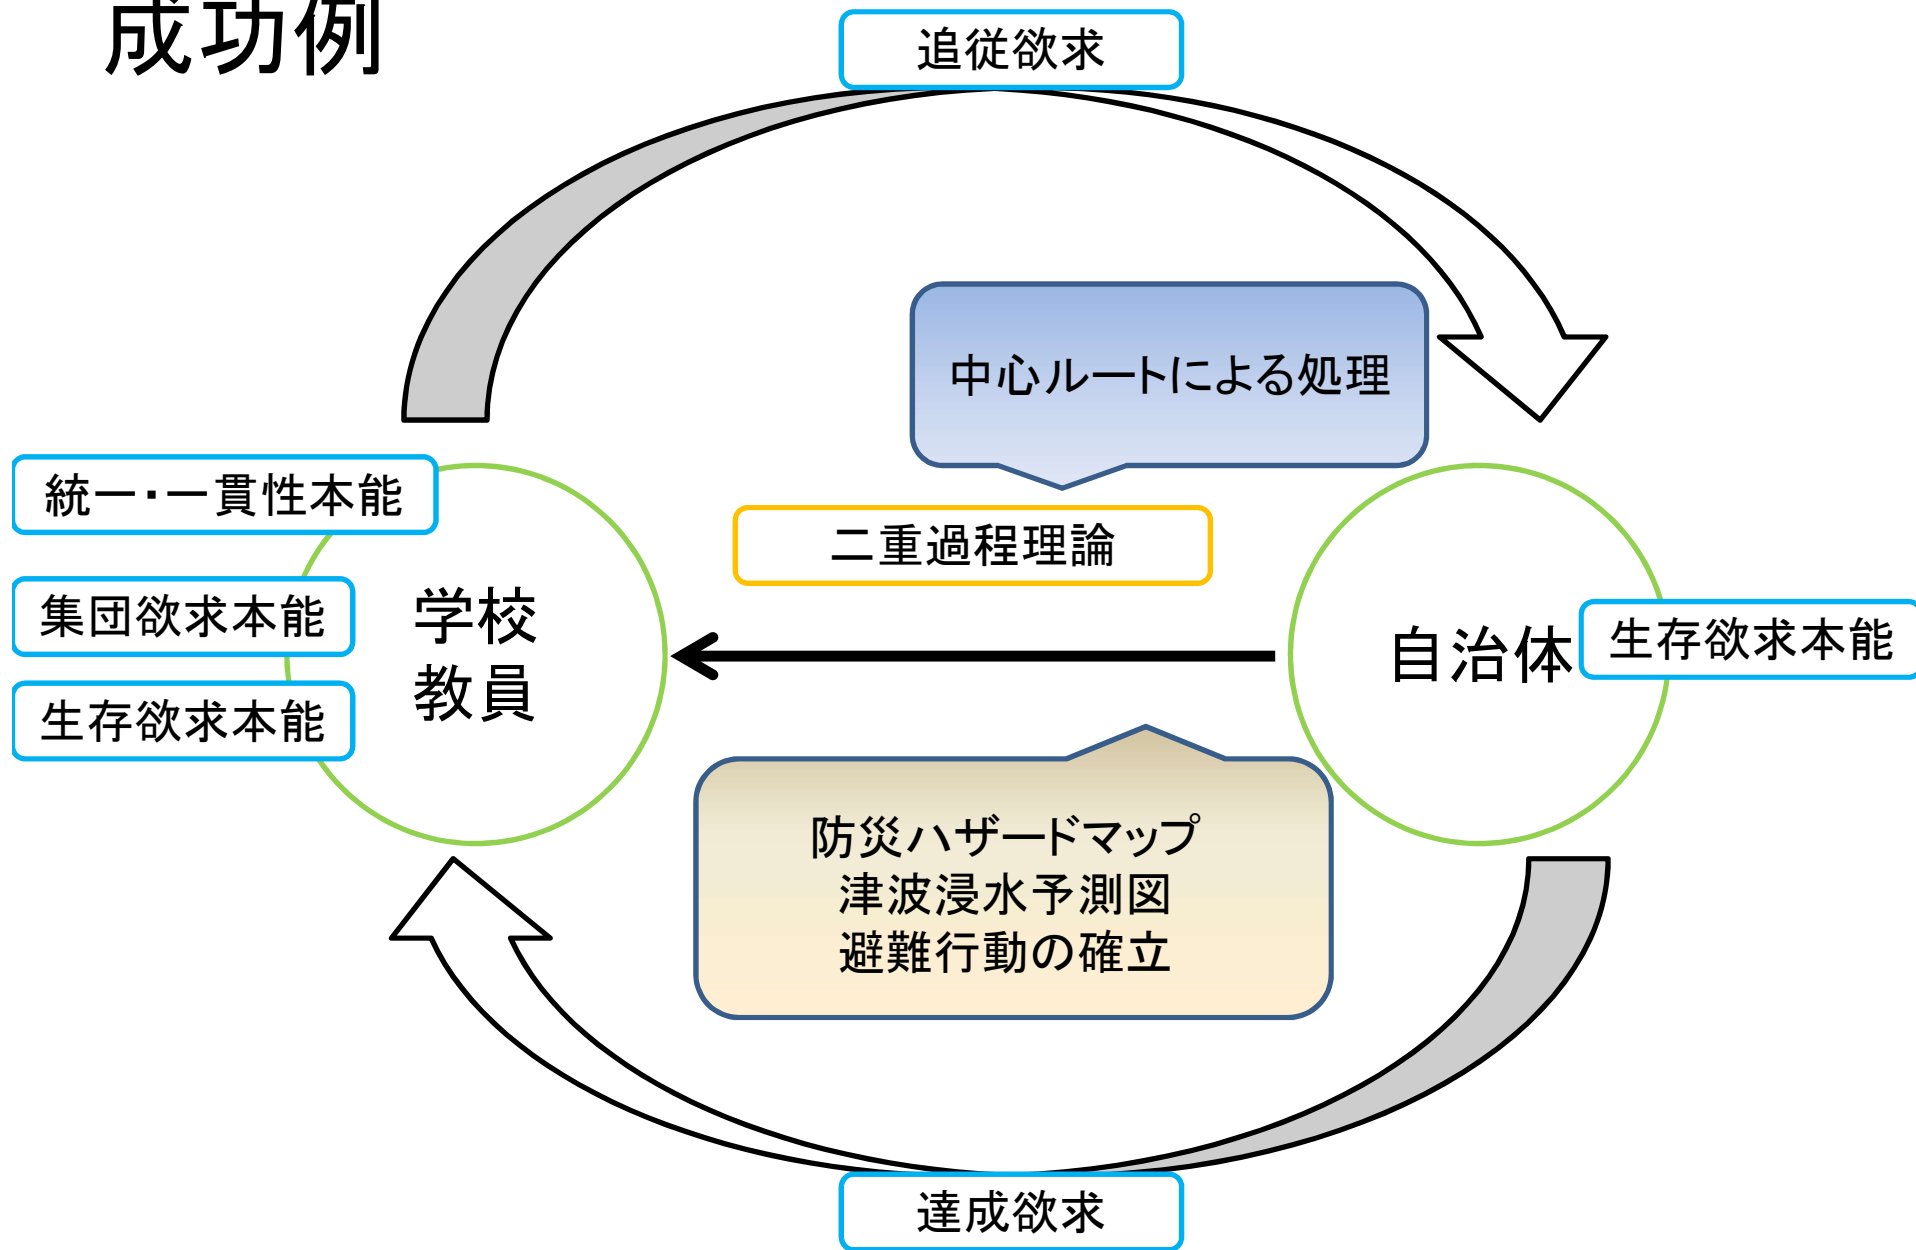 成功例
追従欲求
中心ルートによる処理
統一・一貫性本能
二重過程理論
集団欲求本能
学校
教員
自治体
生存欲求本能
生存欲求本能
防災ハザードマップ
津波浸水予測図
避難行動の確立
達成欲求